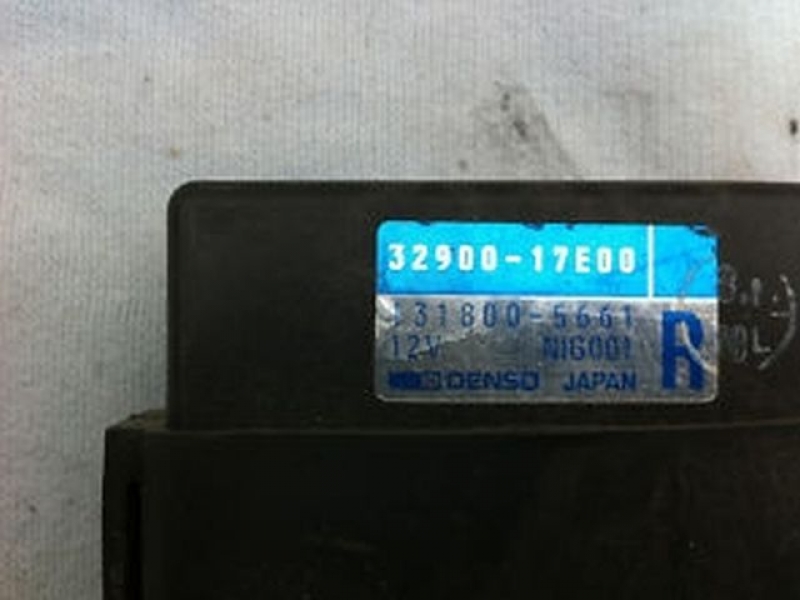 32900-17E00
131800-5661
12V NIG001
DENSO JAPAN
R